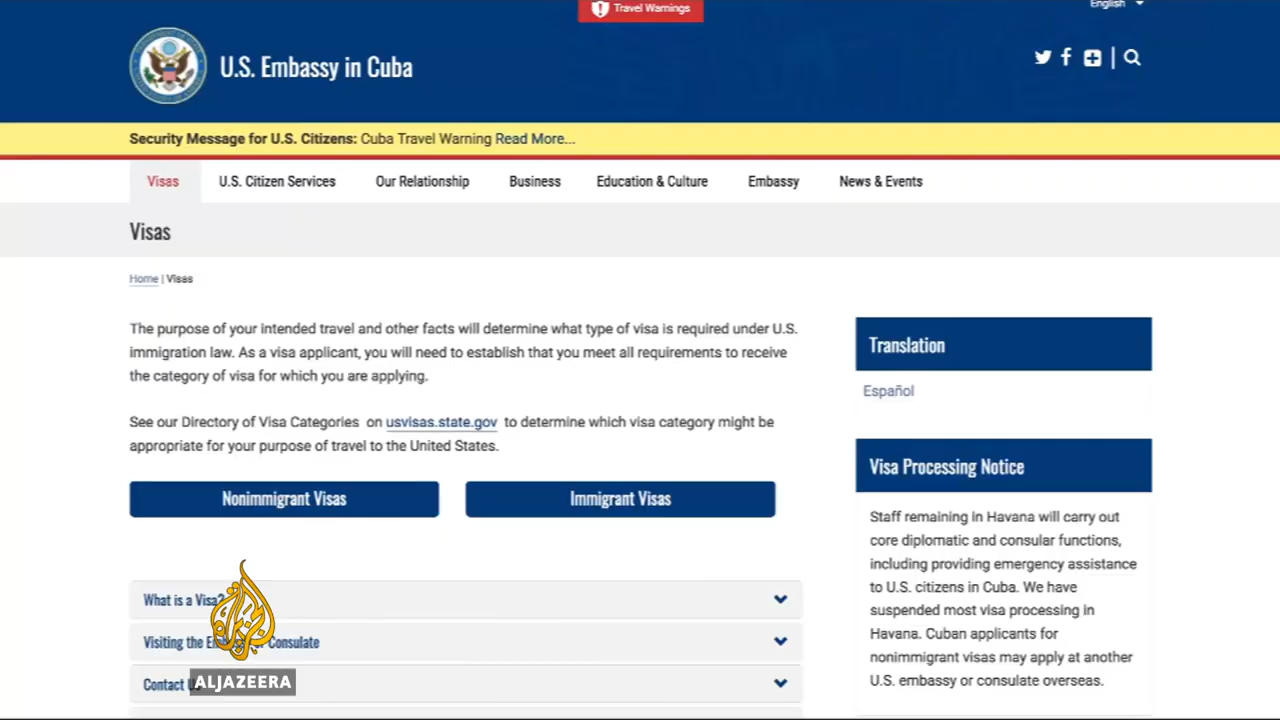 Travel Warnings
English
U.S. Embassy in Cuba
Security Message for U.S. Citizens: Cuba Travel Warning Read More...
Visas
U.S. Citizen Services
Our Relationship
Business
Education & Culture
Embassy
News & Events
Visas
Home | Visas
The purpose of your intended travel and other facts will determine what type of visa is required under U.S.
immigration law. As a visa applicant, you will need to establish that you meet all requirements to receive
the category of visa for which you are applying.
See our Directory of Visa Categories on usvisas.state.gov to determine which visa category might be
appropriate for your purpose of travel to the United States.
Nonimmigrant Visas
Immigrant Visas
What is a Visa?
Visiting the Consulate
Contact
ALJAZEERA
Translation
Español
Visa Processing Notice
Staff remaining in Havana will carry out
core diplomatic and consular functions,
including providing emergency assistance
to U.S. citizens in Cuba. We have
suspended most visa processing in
Havana. Cuban applicants for
nonimmigrant visas may apply at another
U.S. embassy or consulate overseas.